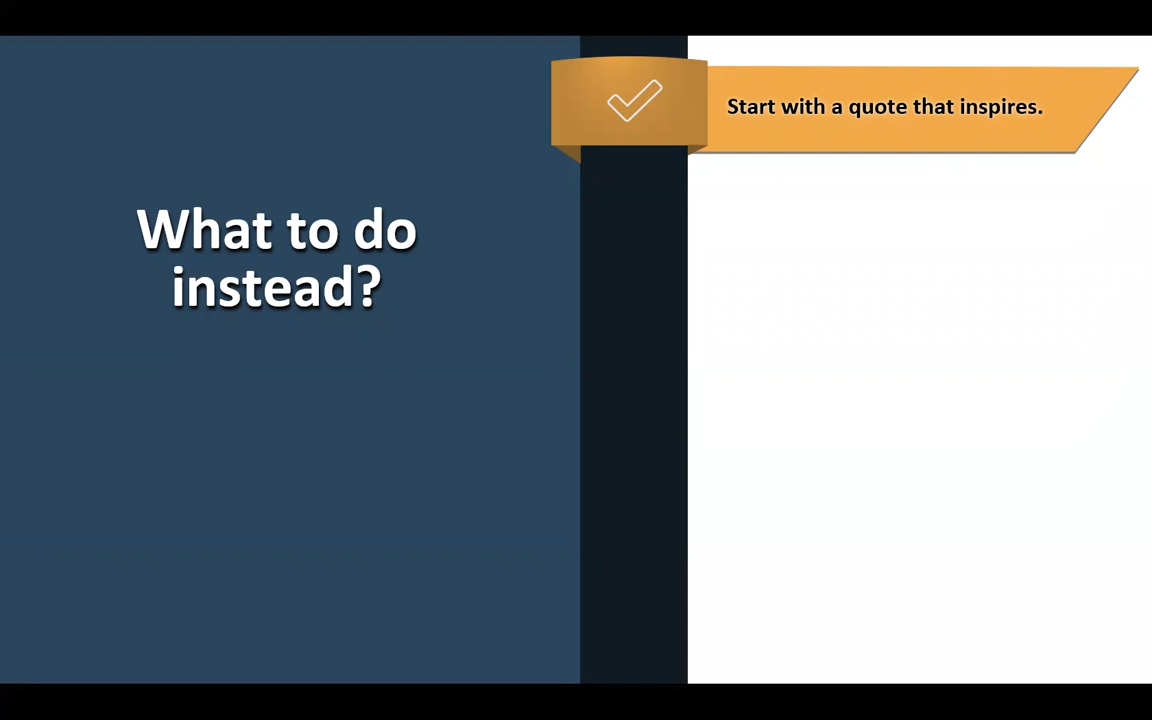 What to do
instead?
Start with a quote that inspires.